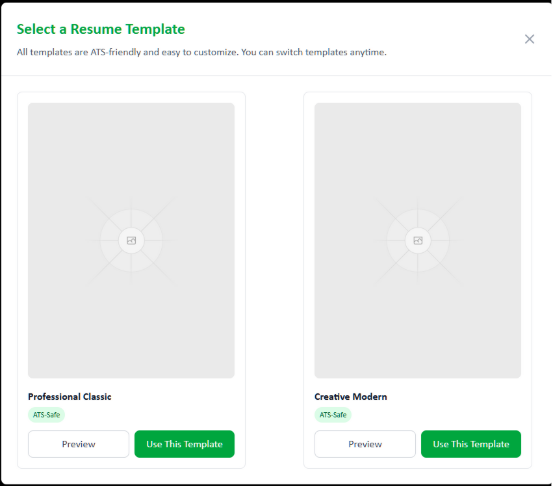 Select a Resume Template
All templates are ATS-friendly and easy to customize. You can switch templates anytime.
Professional Classic
ATS-Safe
Preview
Use This Template
Creative Modern
ATS-Safe
Preview
Use This Template